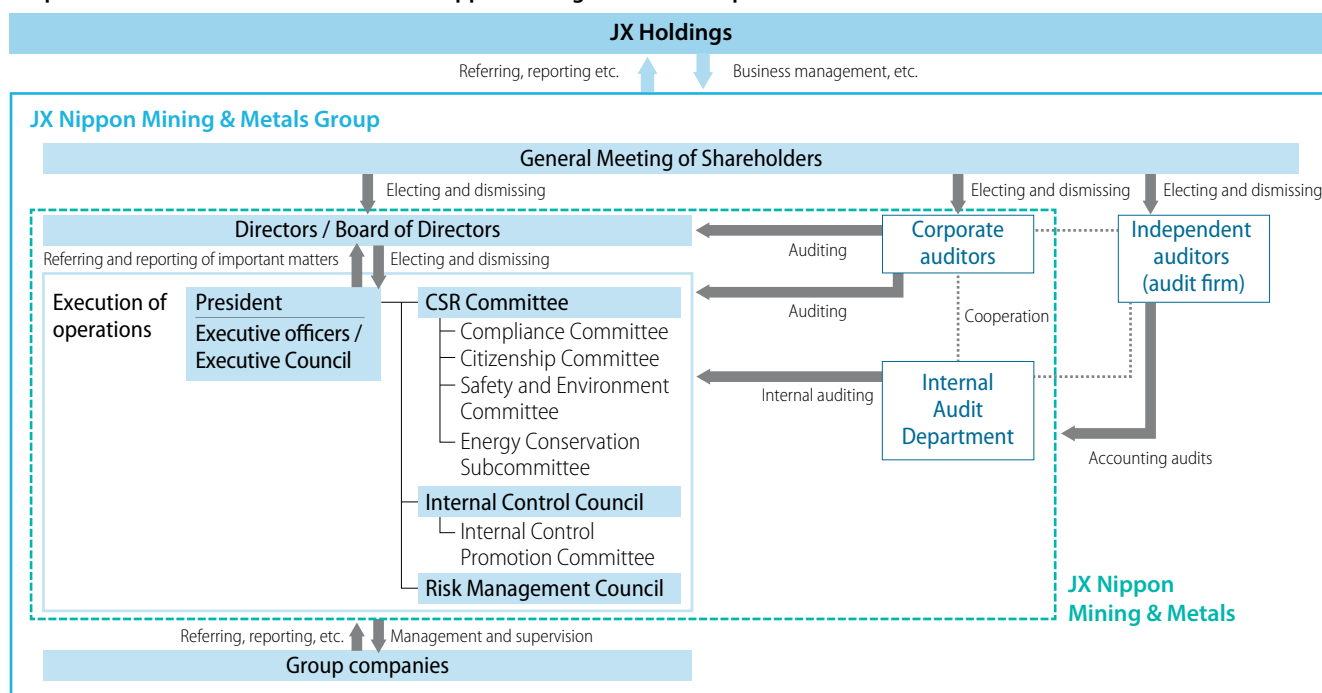 JX Holdings
Referring, reporting etc.
Business management, etc.
JX Nippon Mining & Metals Group
General Meeting of Shareholders
Electing and dismissing
Electing and dismissing
Electing and dismissing
Directors / Board of Directors
Corporate
auditors
Independent
auditors
(audit firm)
Auditing
Referring and reporting of important matters
Electing and dismissing
Execution of
operations
President
Executive officers /
Executive Council
CSR Committee
Compliance Committee
Citizenship Committee
Safety and Environment
Committee
Energy Conservation
Subcommittee
Internal Control Council
Internal Control
Promotion Committee
Risk Management Council
Auditing
Cooperation
Internal auditing
Internal
Audit
Department
Accounting audits
JX Nippon
Mining & Metals
Referring, reporting, etc.
Management and supervision
Group companies